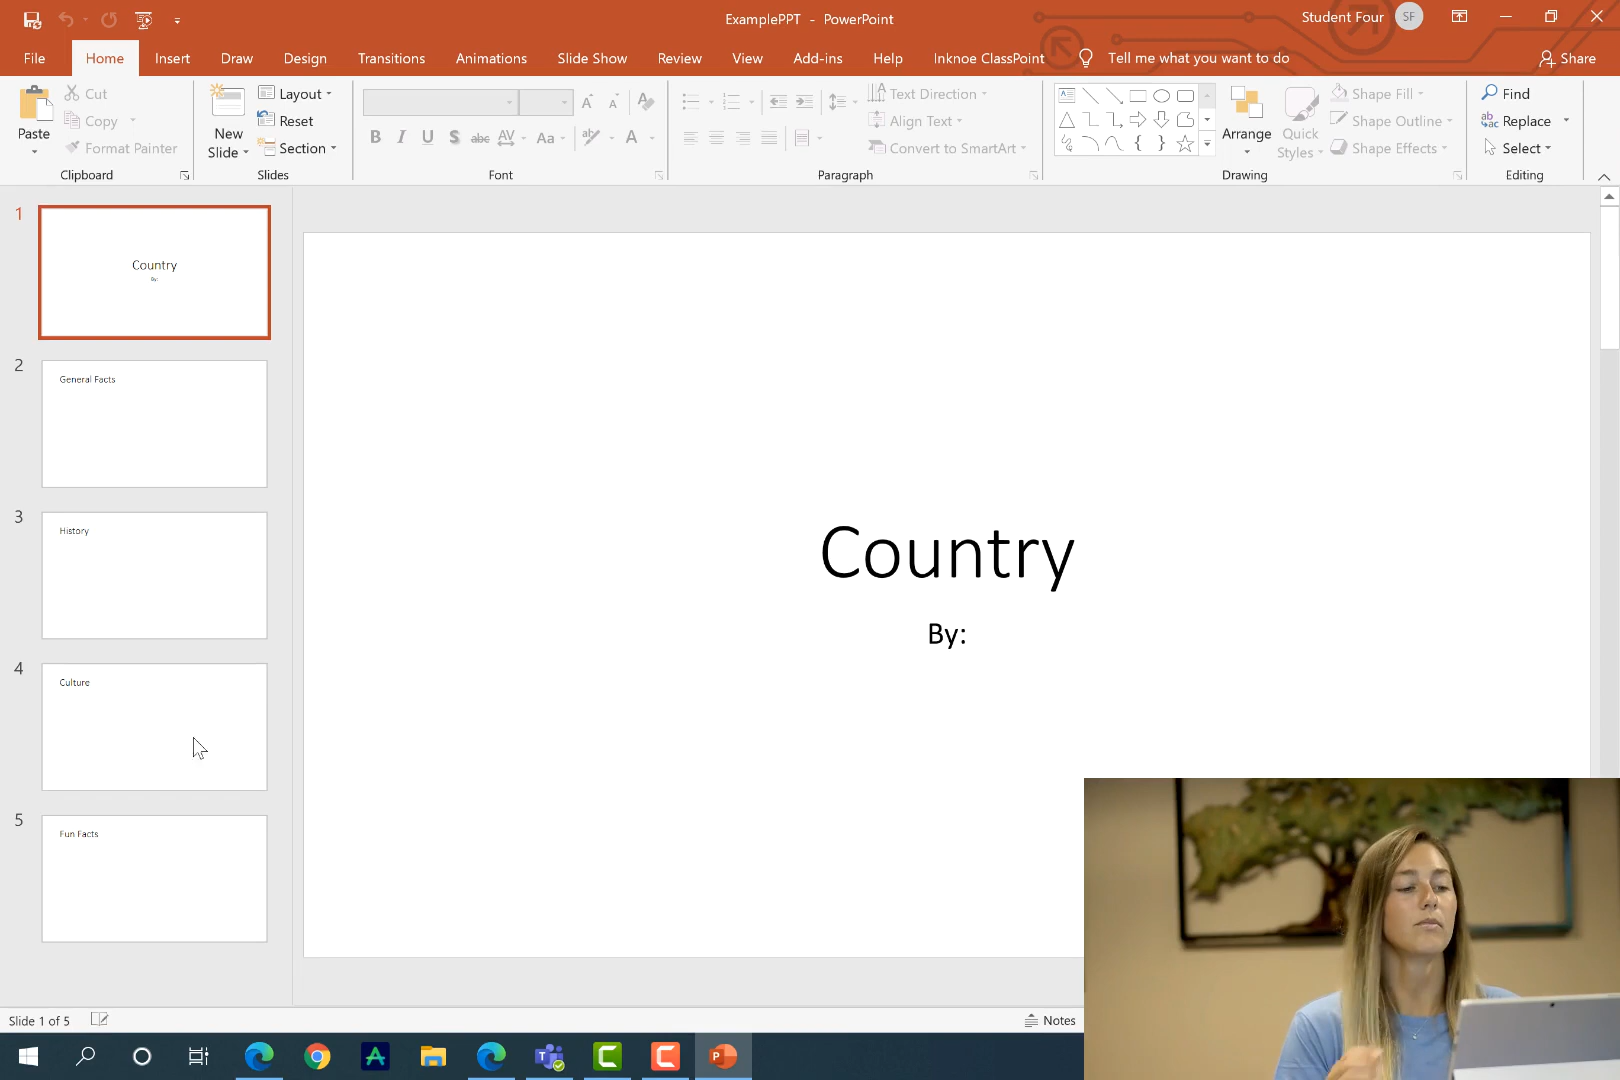 ExamplePPT - PowerPoint
Student Four SF
File Home Insert Draw Design Transitions Animations Slide Show Review View Add-ins Help Inknoe ClassPoint Tell me what you want to do Share
Paste
Cut
Copy
Format Painter
Clipboard
New
Slide
Layout
Reset
Section
Slides
B I U S abc AV Aa A
Font
Text Direction
Align Text
Convert to SmartArt
Paragraph
Arrange
Quick
Styles
Shape Fill
Shape Outline
Shape Effects
Drawing
Find
Replace
Select
Editing
1
Country
By:
2
General Facts
3
History
4
Culture
5
Fun Facts
Country
By:
Slide 1 of 5
Notes